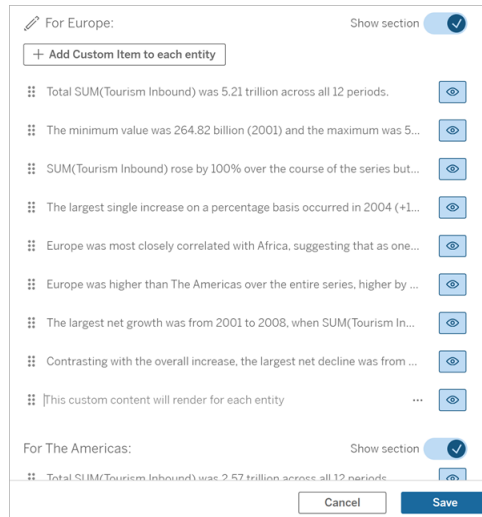 For Europe:
Show section
+ Add Custom Item to each entity
Total SUM(Tourism Inbound) was 5.21 trillion across all 12 periods.
The minimum value was 264.82 billion (2001) and the maximum was 5...
SUM(Tourism Inbound) rose by 100% over the course of the series but...
The largest single increase on a percentage basis occurred in 2004 (+1...
Europe was most closely correlated with Africa, suggesting that as one...
Europe was higher than The Americas over the entire series, higher by ...
The largest net growth was from 2001 to 2008, when SUM(Tourism In...
Contrasting with the overall increase, the largest net decline was from ...
This custom content will render for each entity
...
For The Americas:
Show section
Total SUM(Tourism Inbound) was 2.57 trillion across all 12 periods
Cancel
Save